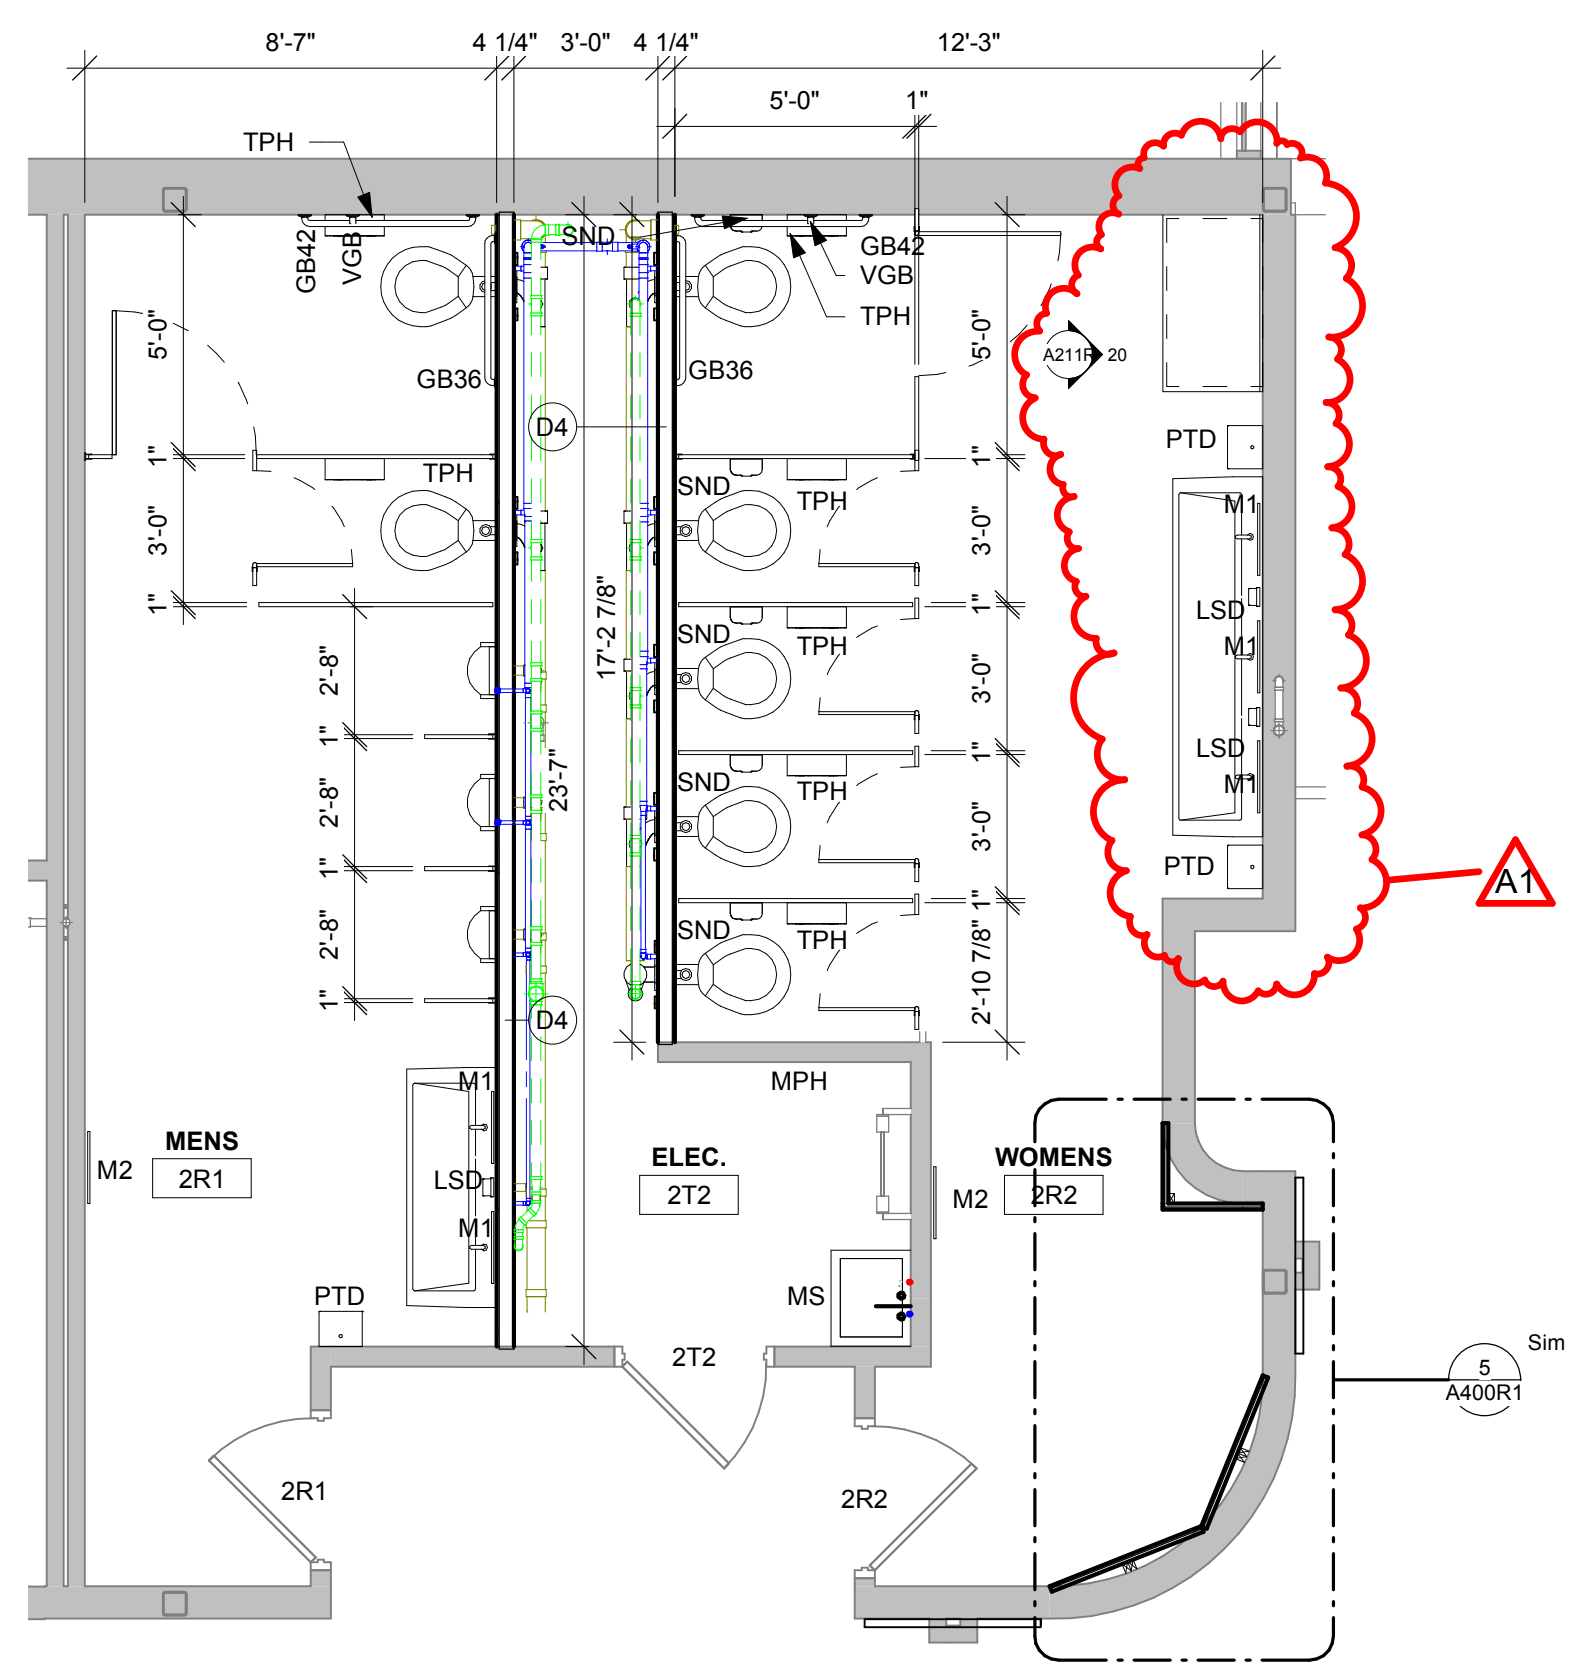 8'-7" 4 1/4" 3'-0" 4 1/4" 12'-3"
5'-0" 1"
TPH
GB42
VGB
SND
GB42
VGB
TPH
5'-0"
5'-0"
A211R 20
GB36
GB36
D4
PTD
1"
TPH
1"
SND
TPH
M1
3'-0"
3'-0"
1"
17'-2 7/8"
1"
LSD
SND
TPH
M1
2'-8"
3'-0"
1"
23'-7"
1"
LSD
SND
TPH
M1
2'-8"
3'-0"
1"
1"
PTD
A1
SND
TPH
2'-8"
2'-10 7/8"
1"
D4
M1
MPH
MENS
2R1
M2
LSD
M1
ELEC.
2T2
M2
WOMENS
2R2
PTD
MS
2T2
Sim
5
A400R1
2R1
2R2